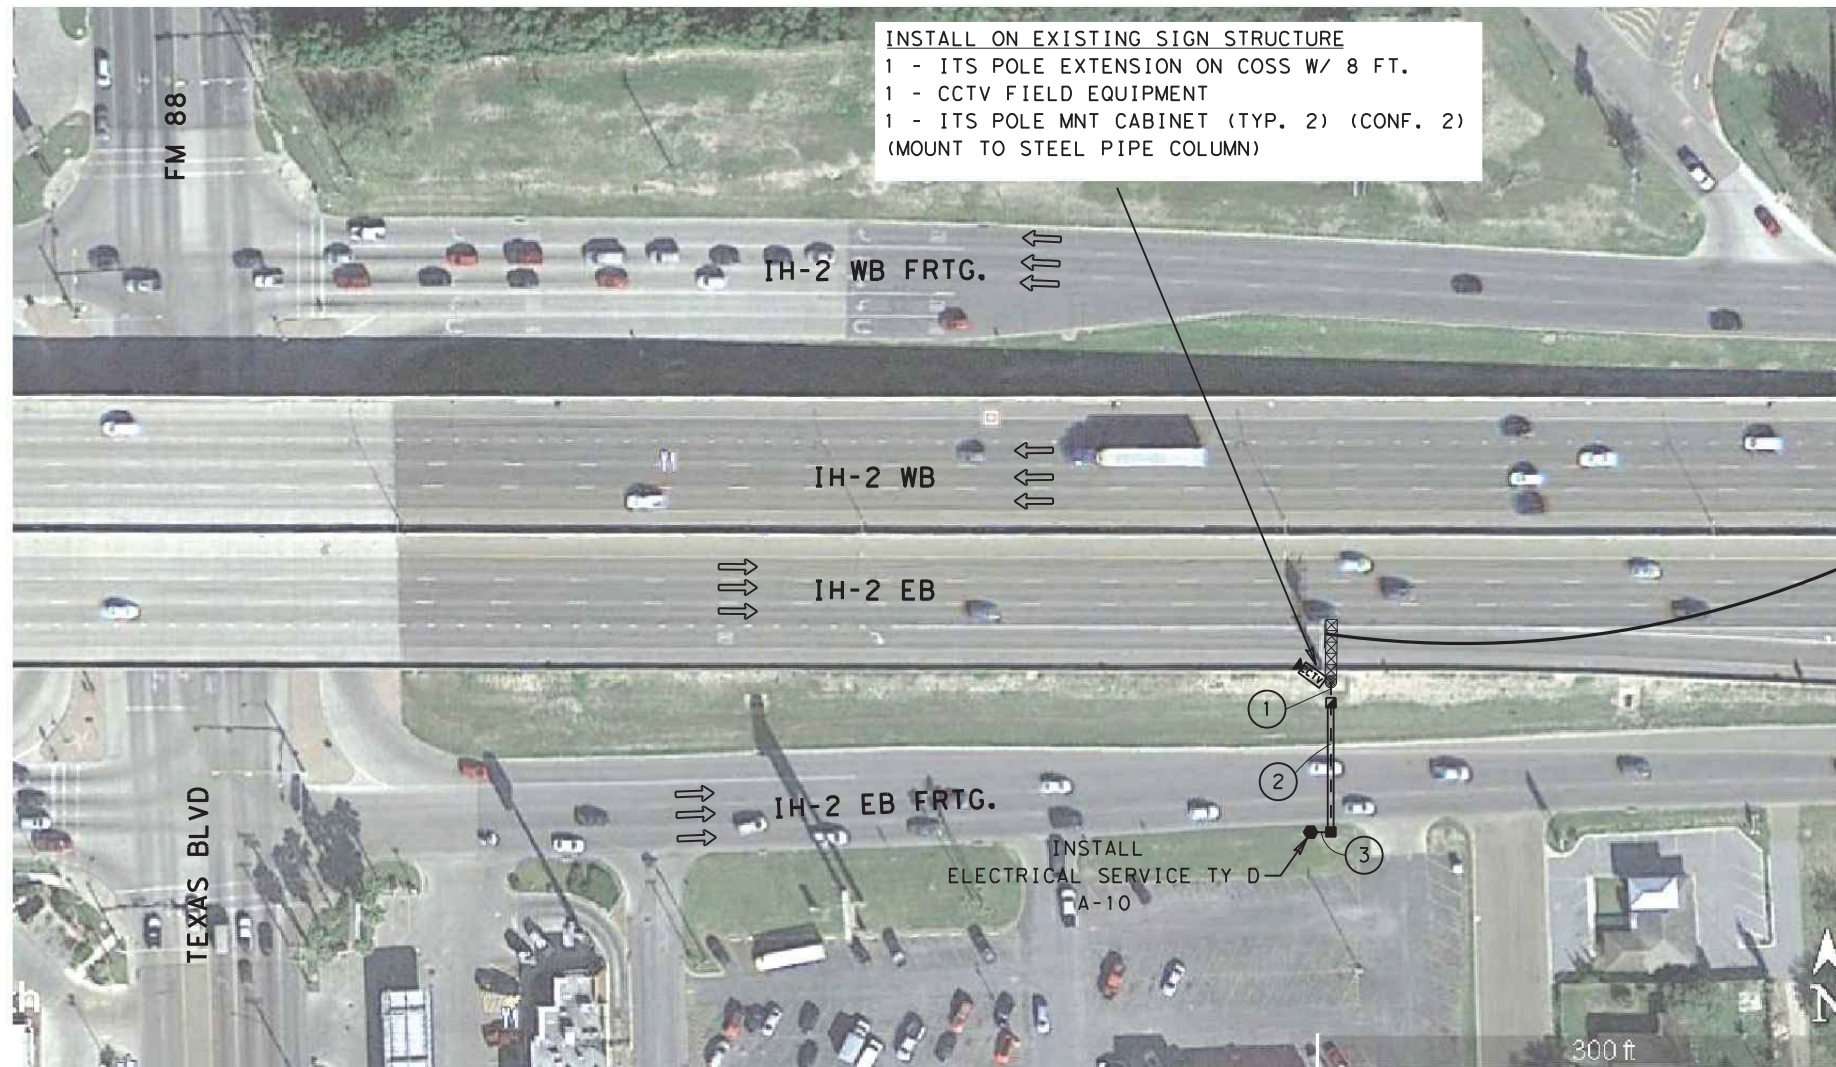 INSTALL ON EXISTING SIGN STRUCTURE
1 - ITS POLE EXTENSION ON COSS W/ 8 FT.
1 - CCTV FIELD EQUIPMENT
1 - ITS POLE MNT CABINET (TYP. 2) (CONF. 2)
(MOUNT TO STEEL PIPE COLUMN)
FM 88
IH-2 WB FRTG.
IH-2 WB
IH-2 EB
CCTV
1
2
IH-2 EB FRTG.
TEXAS BLVD
INSTALL
ELECTRICAL SERVICE TY D
A-10
3
N
300 ft